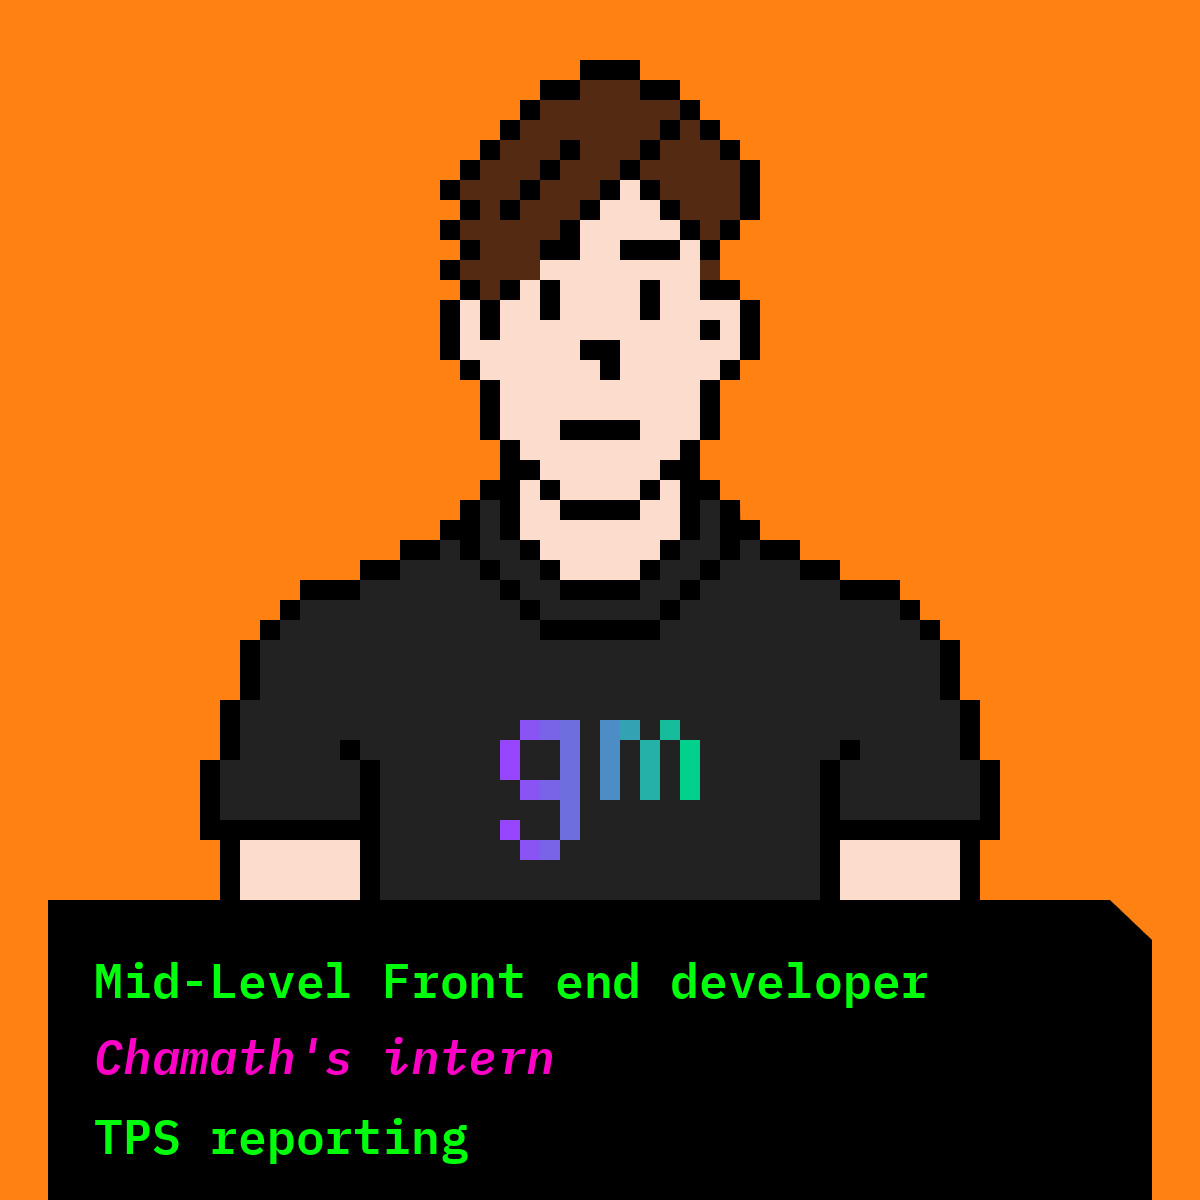 gm
Mid-Level Front end developer
Chamath's intern
TPS reporting